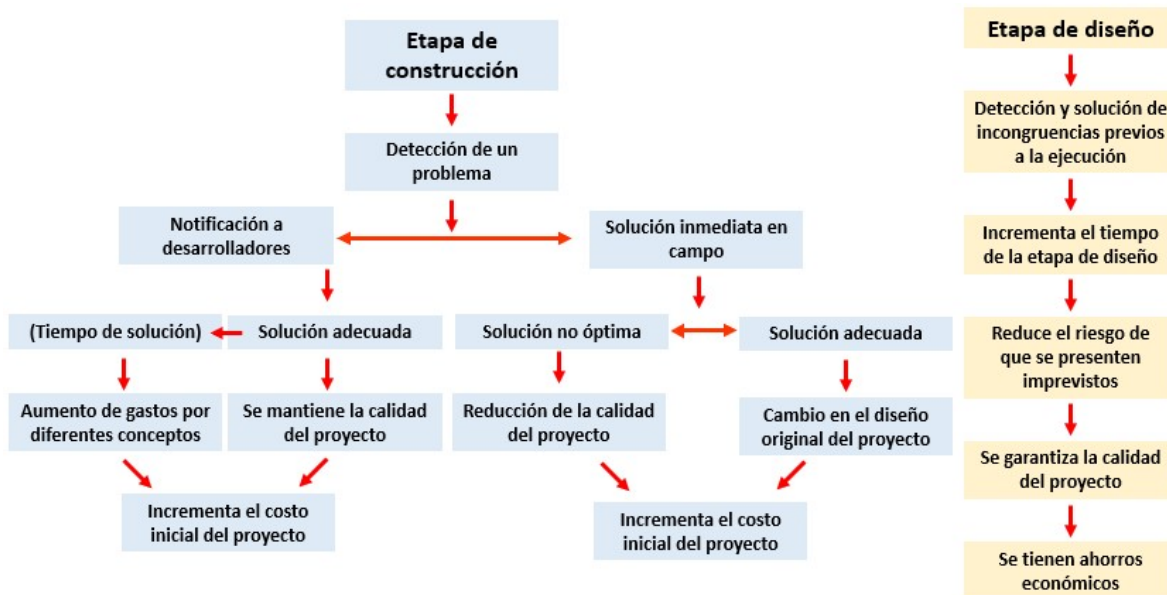 Etapa de
construcción
Detección de un
problema
Notificación a
desarrolladores
Solución inmediata en
campo
(Tiempo de solución)
Solución adecuada
Solución no óptima
Solución adecuada
Aumento de gastos por
diferentes conceptos
Se mantiene la calidad
del proyecto
Reducción de la calidad
del proyecto
Cambio en el diseño
original del proyecto
Incrementa el costo
inicial del proyecto
Incrementa el costo
inicial del proyecto
Etapa de diseño
Detección y solución de
incongruencias previos
a la ejecución
Incrementa el tiempo
de la etapa de diseño
Reduce el riesgo de
que se presenten
imprevistos
Se garantiza la calidad
del proyecto
Se tienen ahorros
económicos